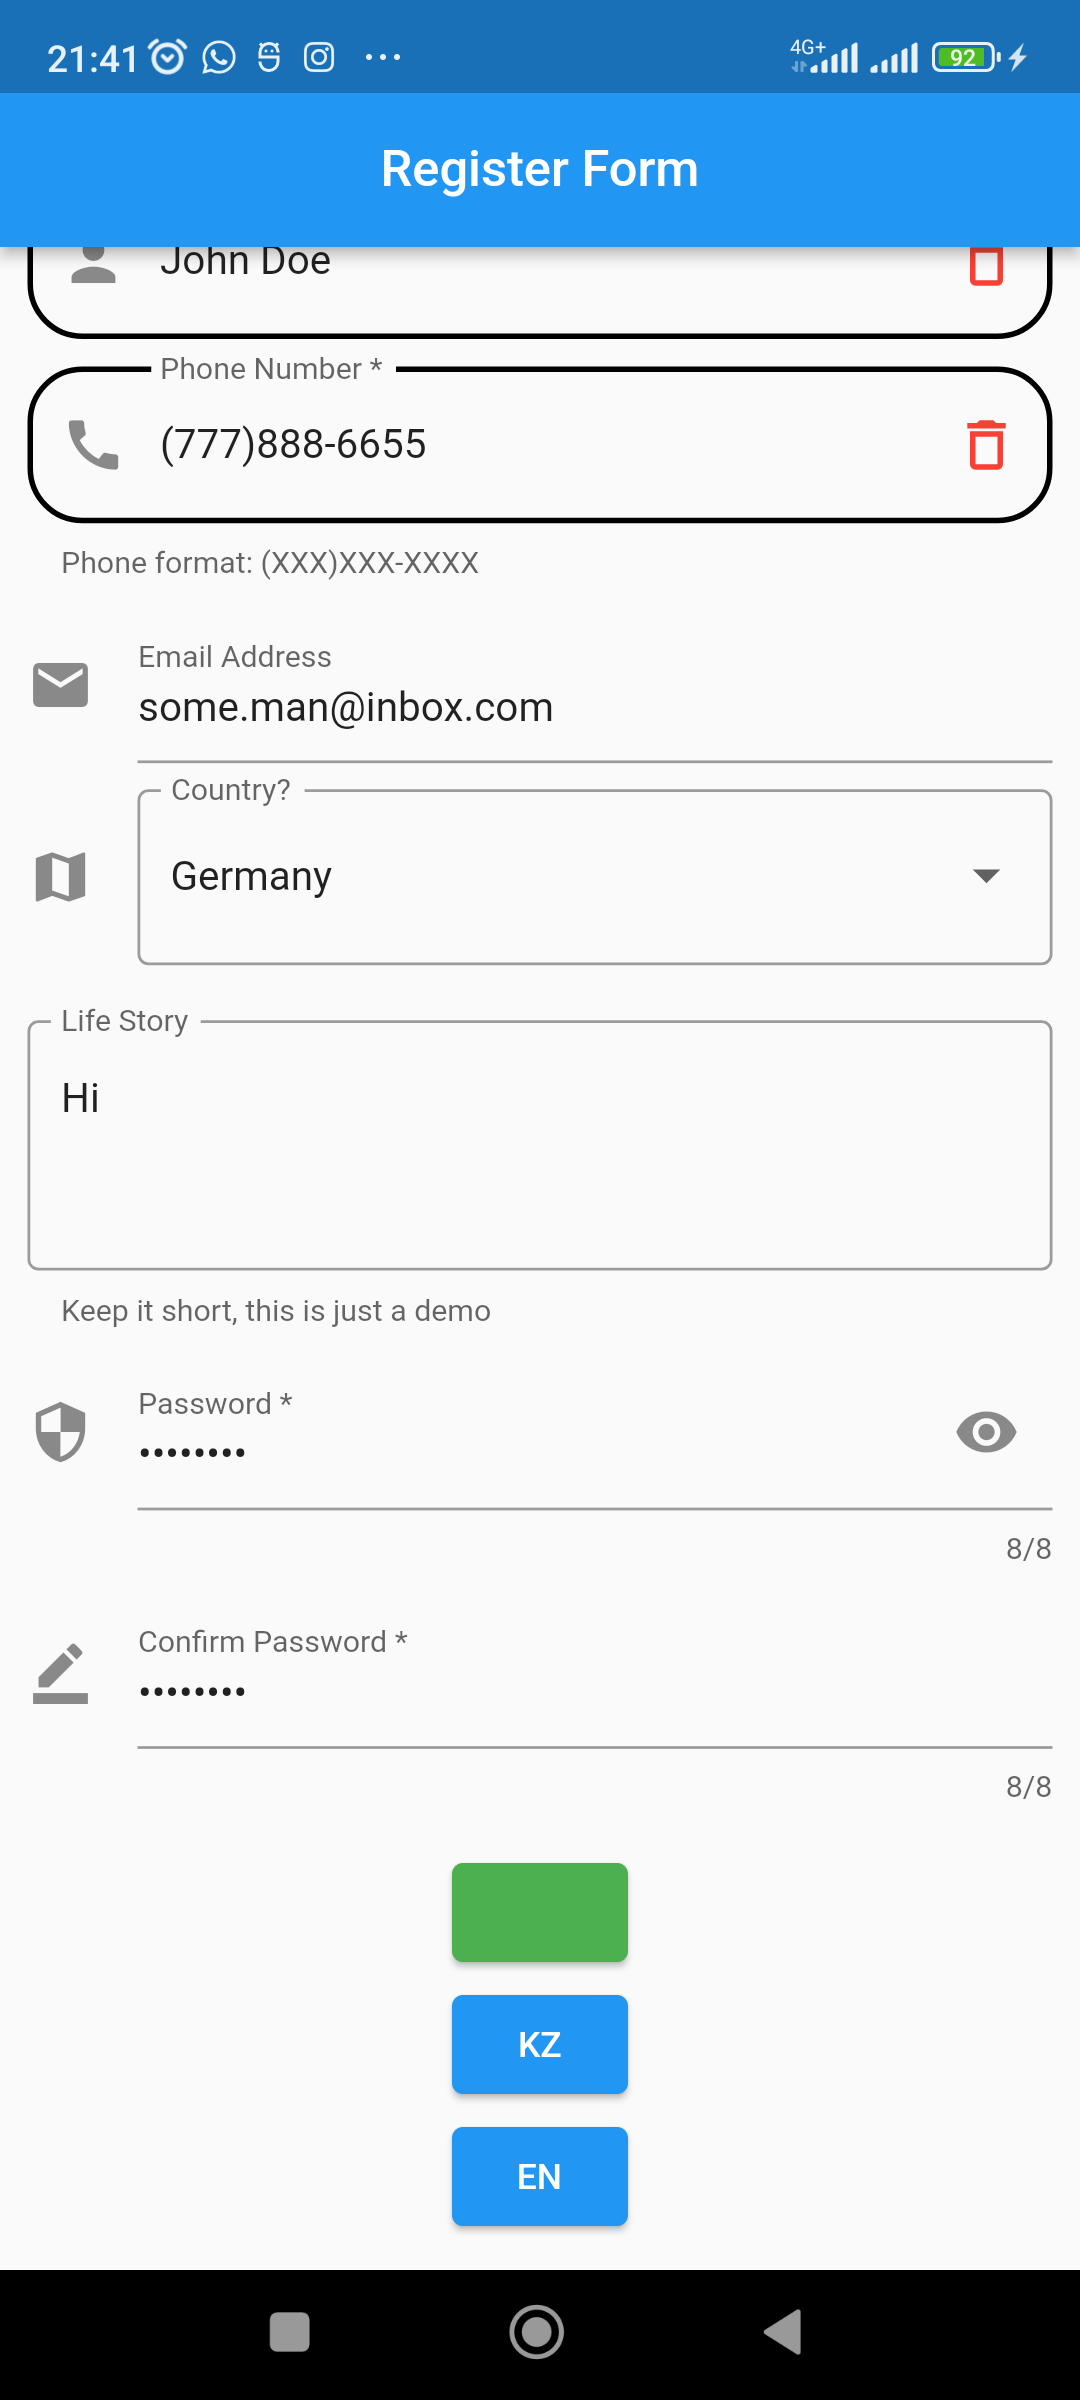 21:41
4G+
92
Register Form
John Doe
Phone Number *
(777)888-6655
Phone format: (XXX)XXX-XXXX
Email Address
some.man@inbox.com
Country?
Germany
Life Story
Hi
Keep it short, this is just a demo
Password *
••••••••
8/8
Confirm Password *
••••••••
8/8
KZ
EN